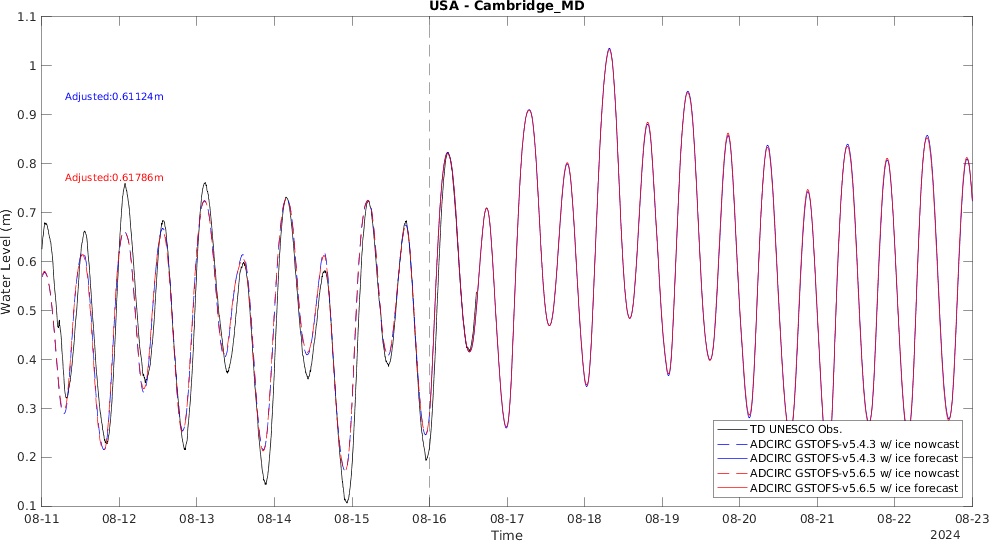 USA - Cambridge_MD
1.1
1
0.9
0.8
0.7
0.6
0.5
0.4
0.3
0.2
0.1
Water Level (m)
Adjusted:0.61124m
Adjusted:0.61786m
TD UNESCO Obs.
ADCIRC GSTOFS-v5.4.3 w/ ice nowcast
ADCIRC GSTOFS-v5.4.3 w/ ice forecast
ADCIRC GSTOFS-v5.6.5 w/ ice nowcast
ADCIRC GSTOFS-v5.6.5 w/ ice forecast
08-11 08-12 08-13 08-14 08-15 08-16 08-17 08-18 08-19 08-20 08-21 08-22 08-23
Time
2024